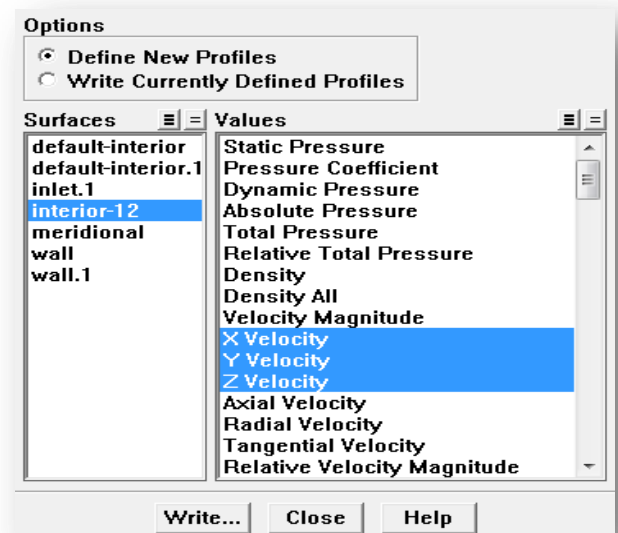 Options
Define New Profiles
Write Currently Defined Profiles
Surfaces
default-interior
default-interior.1
inlet.1
interior-12
meridional
wall
wall.1
Values
Static Pressure
Pressure Coefficient
Dynamic Pressure
Absolute Pressure
Total Pressure
Relative Total Pressure
Density
Density All
Velocity Magnitude
X Velocity
Y Velocity
Z Velocity
Axial Velocity
Radial Velocity
Tangential Velocity
Relative Velocity Magnitude
Write... Close Help